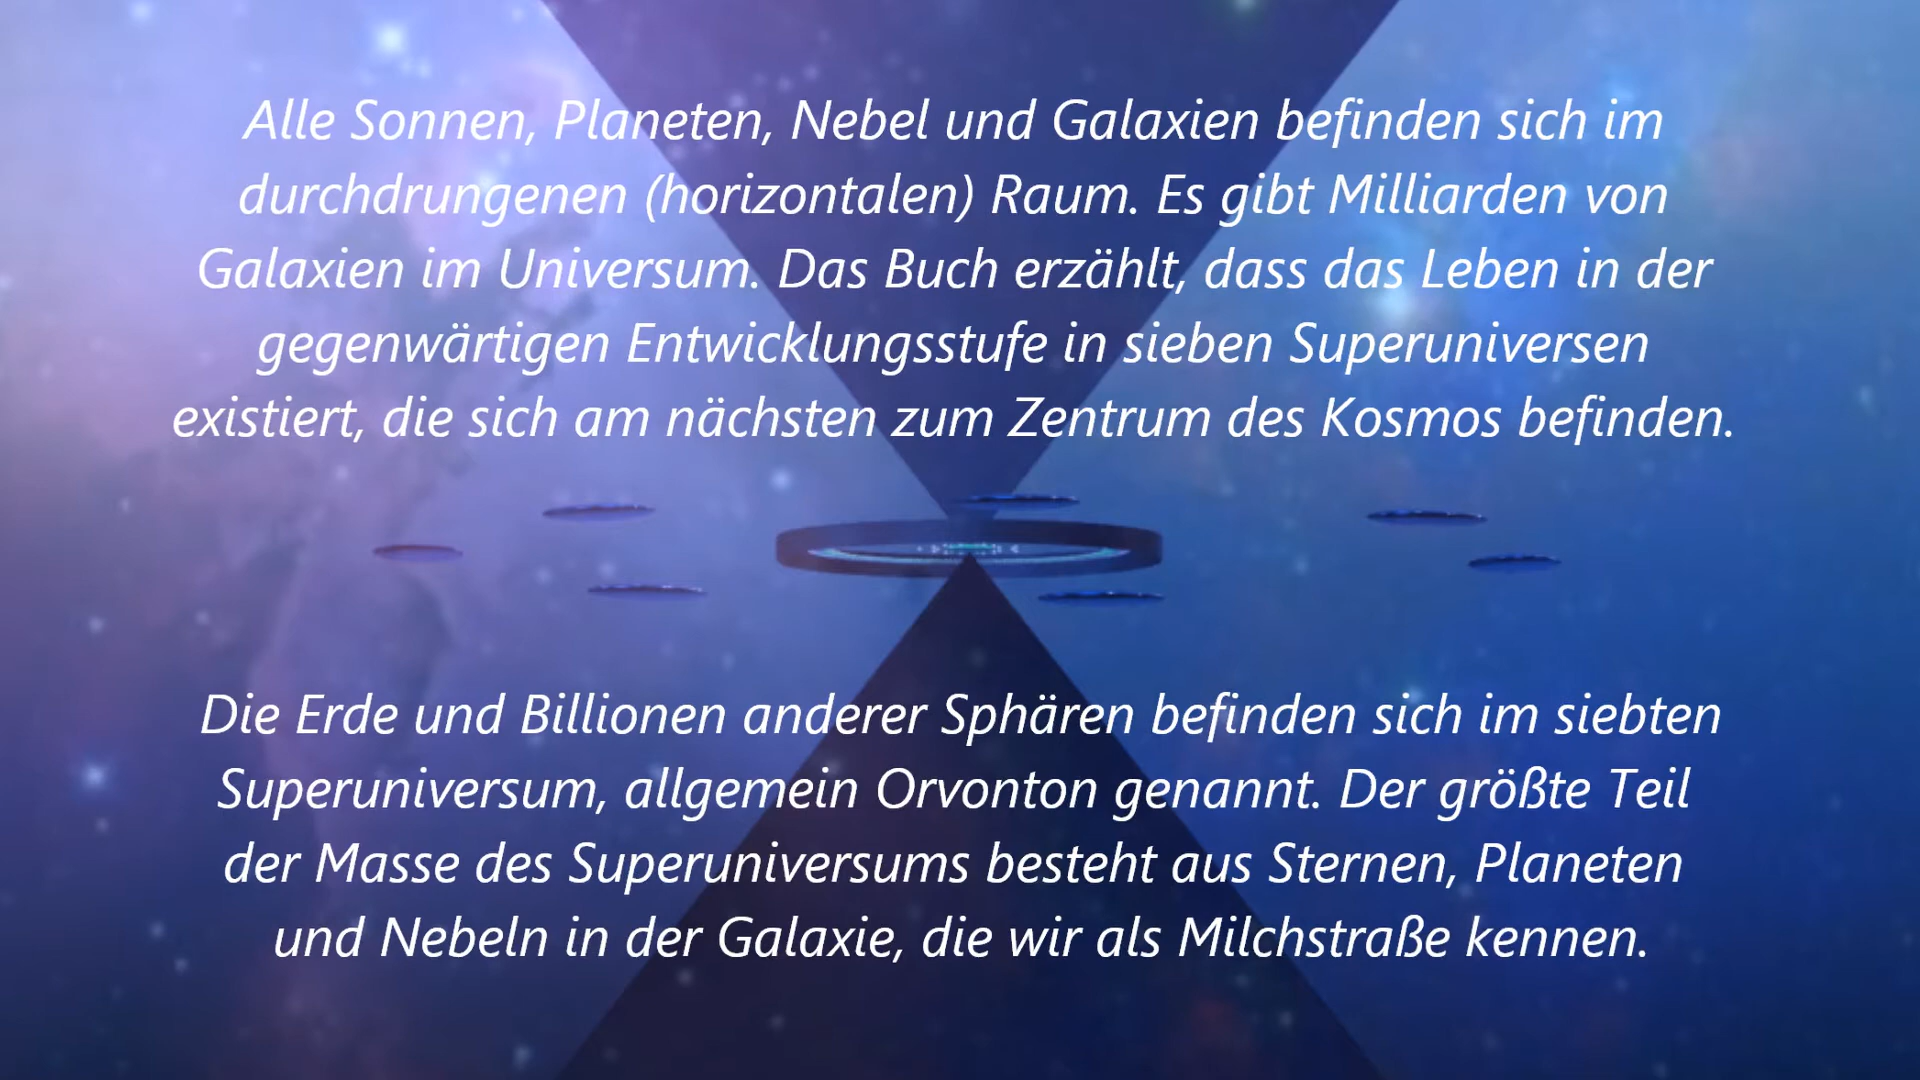 Alle Sonnen, Planeten, Nebel und Galaxien befinden sich im
durchdrungenen (horizontalen) Raum. Es gibt Milliarden von
Galaxien im Universum. Das Buch erzählt, dass das Leben in der
gegenwärtigen Entwicklungsstufe in sieben Superuniversen
existiert, die sich am nächsten zum Zentrum des Kosmos befinden.
Die Erde und Billionen anderer Sphären befinden sich im siebten
Superuniversum, allgemein Orvonton genannt. Der größte Teil
der Masse des Superuniversums besteht aus Sternen, Planeten
und Nebeln in der Galaxie, die wir als Milchstraße kennen.